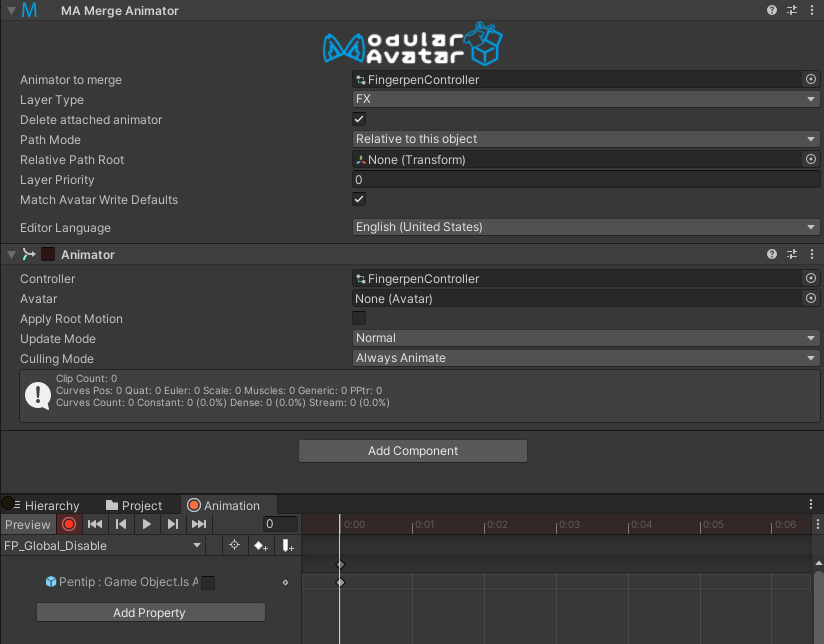 MA Merge Animator
Modular
Avatar
Animator to merge FingerpenController
Layer Type FX
Delete attached animator
Path Mode Relative to this object
Relative Path Root None (Transform)
Layer Priority 0
Match Avatar Write Defaults
Editor Language English (United States)
Animator
Controller FingerpenController
Avatar None (Avatar)
Apply Root Motion
Update Mode Normal
Culling Mode Always Animate
Clip Count: 0
Curves Pos: 0 Quat: 0 Euler: 0 Scale: 0 Muscles: 0 Generic: 0 PPtr: 0
Curves Count: 0 Constant: 0 (0.0%) Dense: 0 (0.0%) Stream: 0 (0.0%)
Add Component
Hierarchy Project Animation
Preview 0 0:00 0:01 0:02 0:03 0:04 0:05 0:06
FP_Global_Disable
Pentip : Game Object.Is A
Add Property